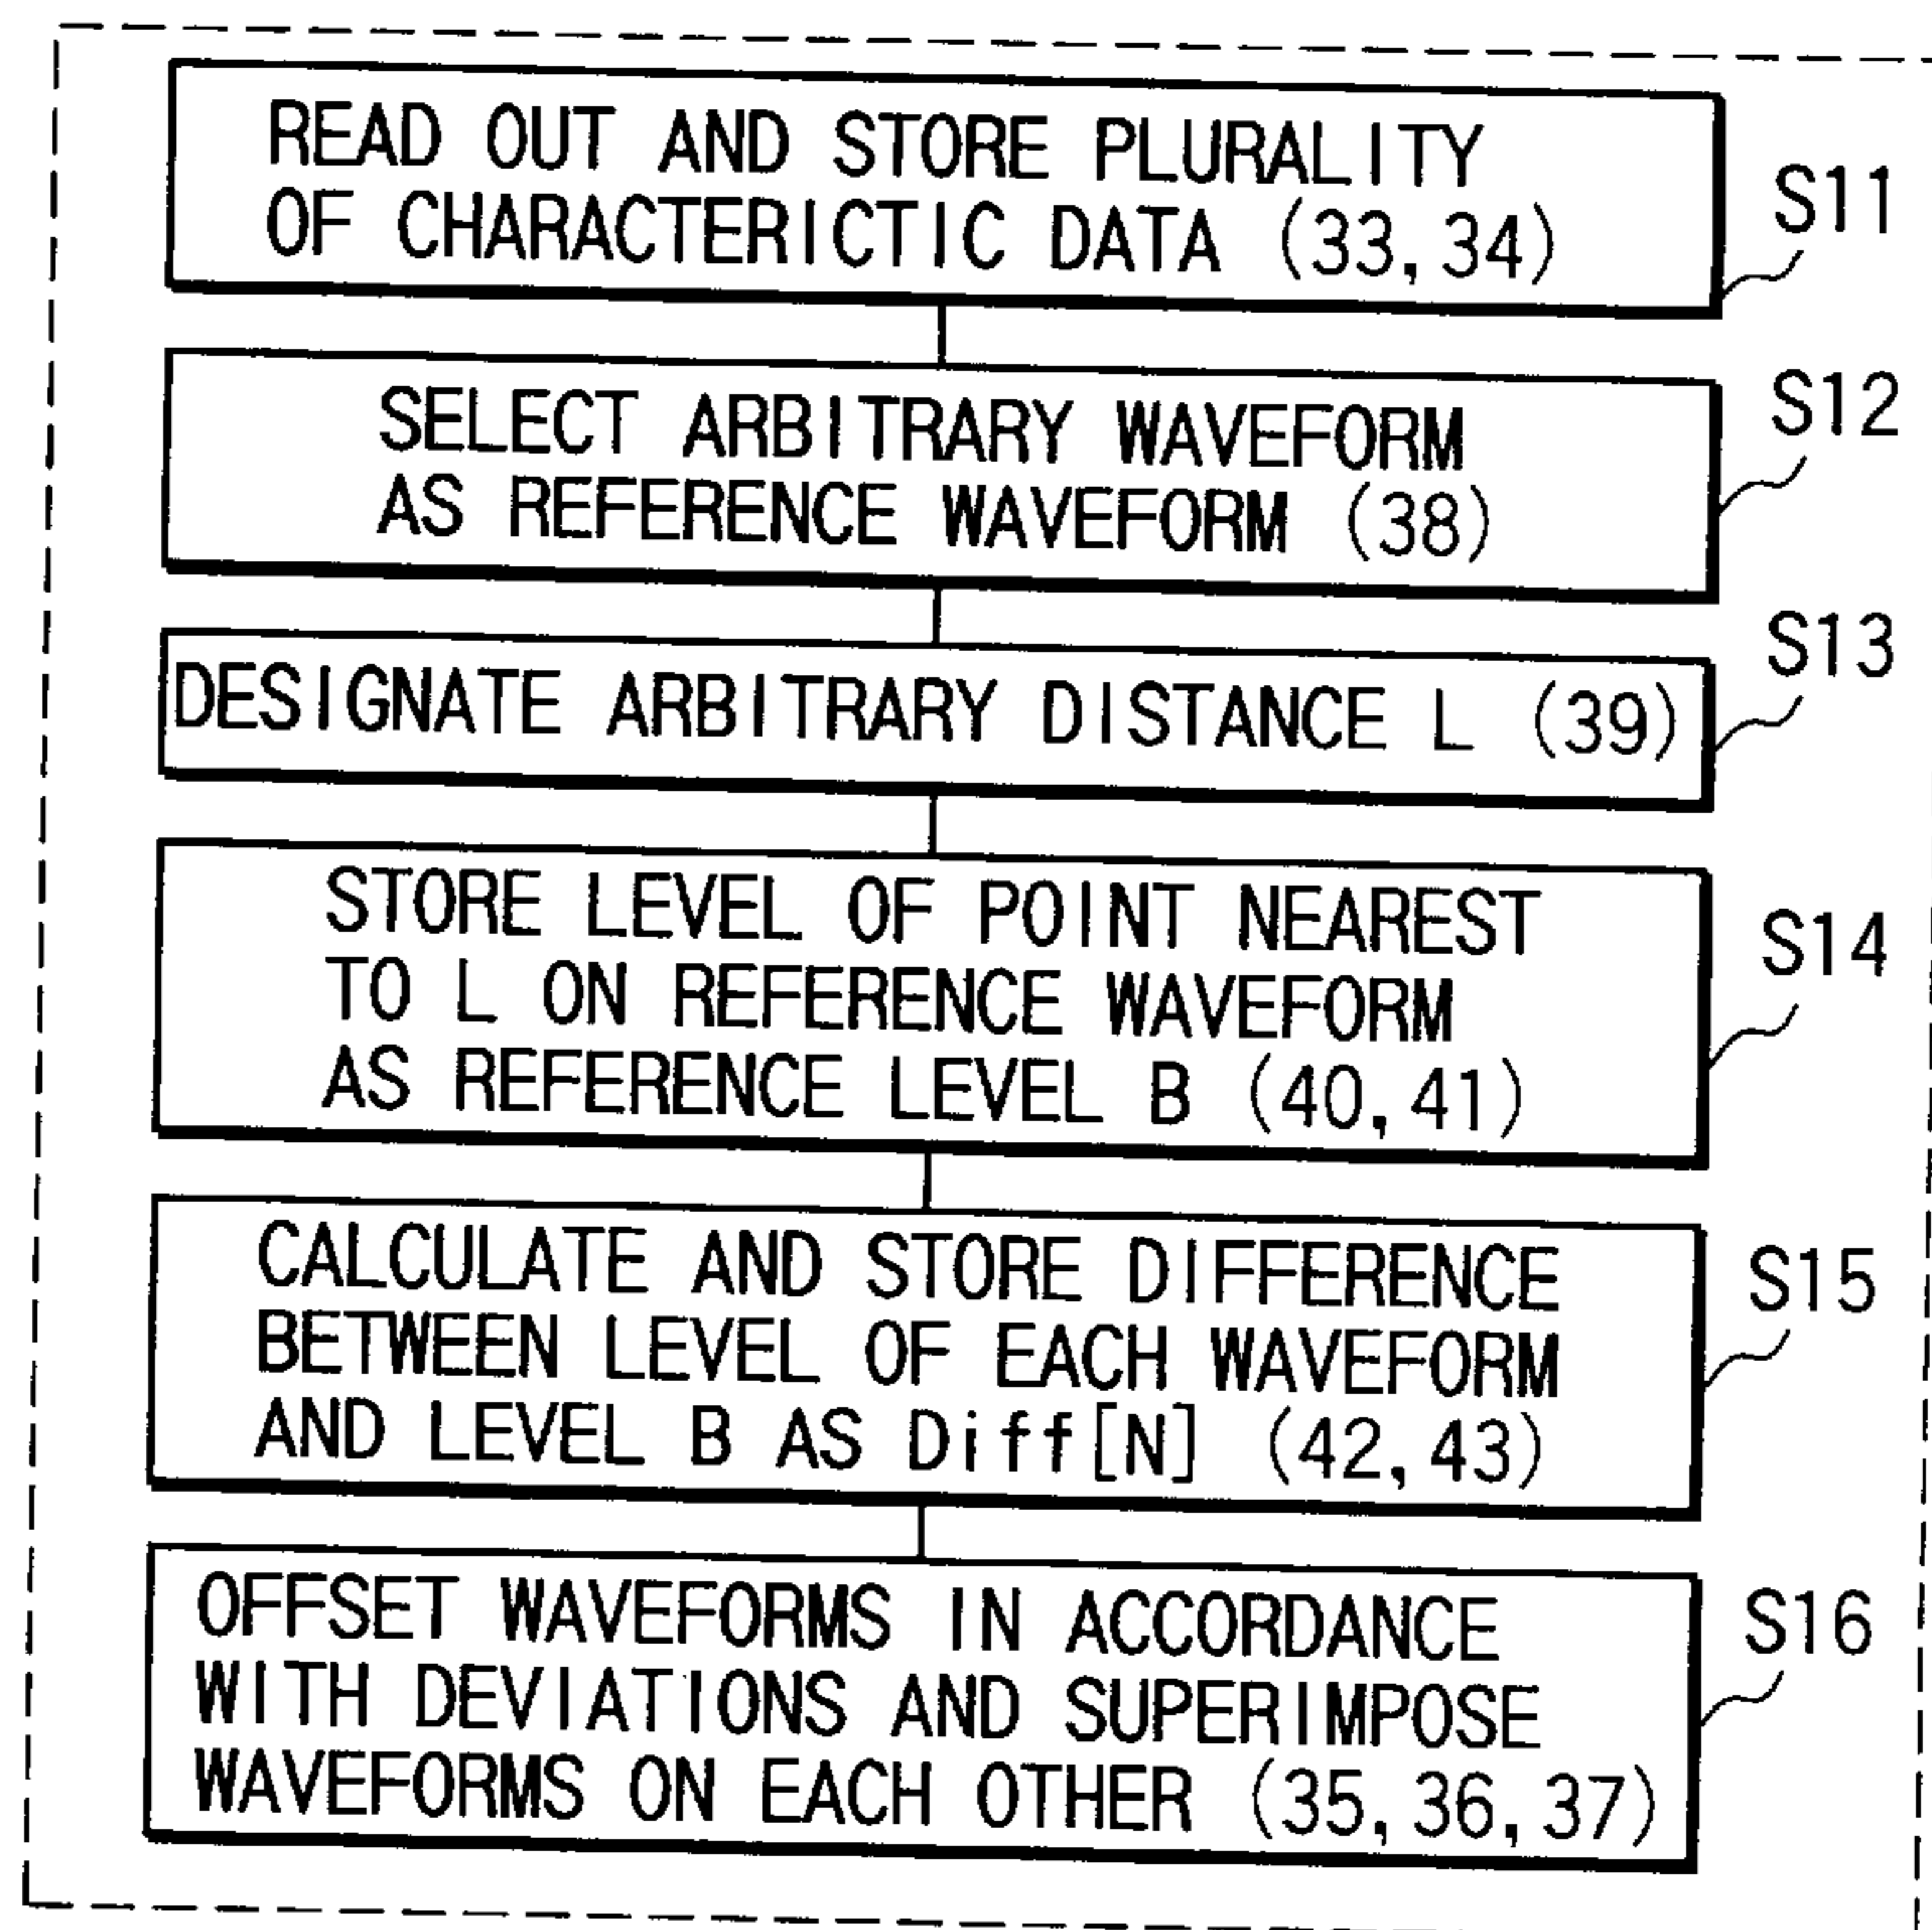 READ OUT AND STORE PLURALITY
OF CHARACTERICTIC DATA (33, 34)
S11
SELECT ARBITRARY WAVEFORM
AS REFERENCE WAVEFORM (38)
S12
DESIGNATE ARBITRARY DISTANCE L (39)
S13
STORE LEVEL OF POINT NEAREST
TO L ON REFERENCE WAVEFORM
AS REFERENCE LEVEL B (40, 41)
S14
CALCULATE AND STORE DIFFERENCE
BETWEEN LEVEL OF EACH WAVEFORM
AND LEVEL B AS Diff[N] (42, 43)
S15
OFFSET WAVEFORMS IN ACCORDANCE
WITH DEVIATIONS AND SUPERIMPOSE
WAVEFORMS ON EACH OTHER (35, 36, 37)
S16